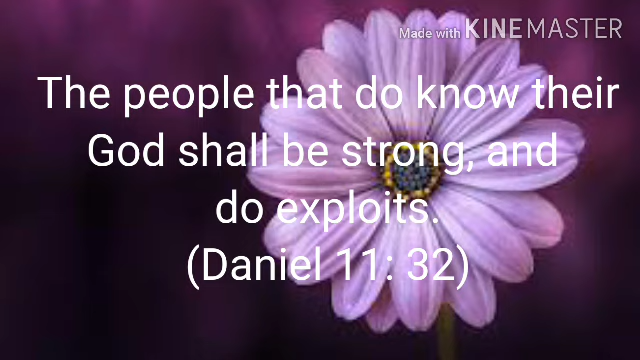 Made with KINEMASTER
The people that do know their
God shall be strong, and
do exploits.
(Daniel 11: 32)